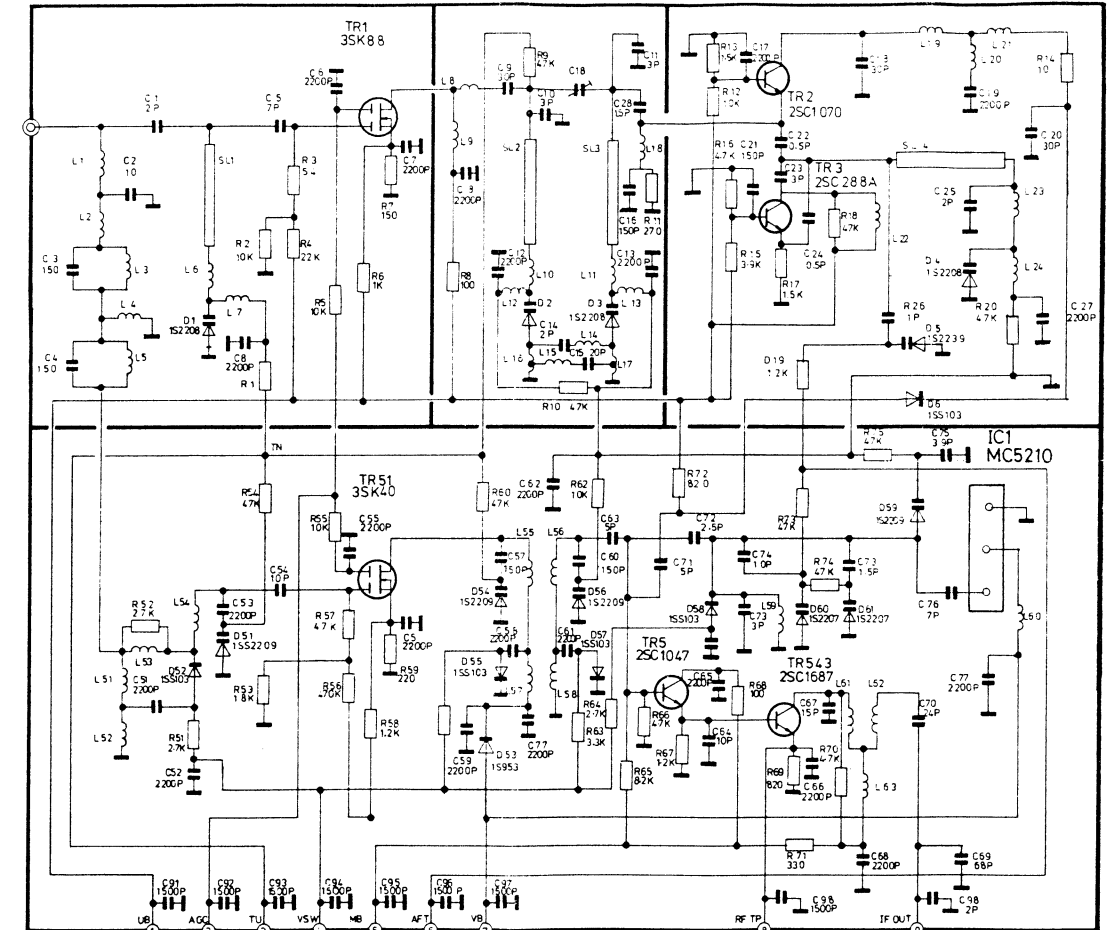 TR1
3SK88
C6
2200P
C1
2P
C5
7P
L1
C2
10
L2
SL1
R3
C7
2200P
R7
150
C3
150
L3
R2
10K
R4
22K
R6
1K
L6
L7
R5
10K
L4
D1
1S2208
C8
2200P
C4
150
L5
R1
L8
C9
30P
R9
47K
C18
C11
3P
C10
3P
C28
L9
2200P
SL2
SL3
L18
C16
150P
R11
270
C12
2200P
C13
2200P
R8
100
L10
L11
L12
D2
D3
1S2208
L13
C14
2P
L14
L15
C15
20P
L16
L17
R10
47K
R13
1.5K
C17
2200P
R12
10K
TR2
2SC1070
30P
L19
L21
L20
2200P
R14
10
C20
30P
C22
0.5P
R16
47K
C21
150P
C23
3P
TR3
2SC288A
C25
2P
L23
R18
47K
L22
R15
3.9K
C24
0.5P
R17
1.5K
D4
1S2208
L24
R20
47K
C27
2200P
R26
1P
D5
1S2239
D19
1.2K
D6
1SS103
TN
R54
47K
TR51
3SK40
R55
10K
C55
2200P
C54
10P
R52
2.7K
L54
C53
2200P
L53
D51
1SS2209
D52
1SS103
L51
C51
2200P
L52
R51
2.7K
C52
2200P
R53
1.8K
R57
47K
R56
470K
C5
2200P
R59
220
R58
1.2K
R60
47K
C62
2200P
R62
10K
L55
L56
C63
5P
C57
150P
C60
150P
D54
1S2209
D56
1S2209
C56
2200P
C61
2200P
D57
1SS103
D55
1SS103
L57
L58
C59
2200P
D53
1S953
C77
2200P
R63
3.3K
R64
2.7K
R72
820
C72
2.5P
C71
5P
R73
47K
C74
10P
R74
47K
C73
1.5P
D58
1SS103
C73
3P
L59
D60
1S2207
D61
1S2207
R75
47K
C75
3.9P
IC1
MC5210
D59
1S2209
C76
7P
L60
C77
2200P
TR5
2SC1047
C65
2200P
R68
100
R66
4.7K
R67
1.2K
C64
10P
R65
8.2K
TR543
2SC1687
C67
15P
L61
L62
C70
24P
R70
4.7K
R69
820
C66
2200P
L63
R71
330
C68
2200P
C69
68P
C91
1500P
C92
1500P
C93
1500P
C94
1500P
C95
1500P
C96
1500P
C97
1500P
C98
1500P
C98
2P
UB
AGC
TU
VSW
MB
AFT
VB
RF TP
IF OUT